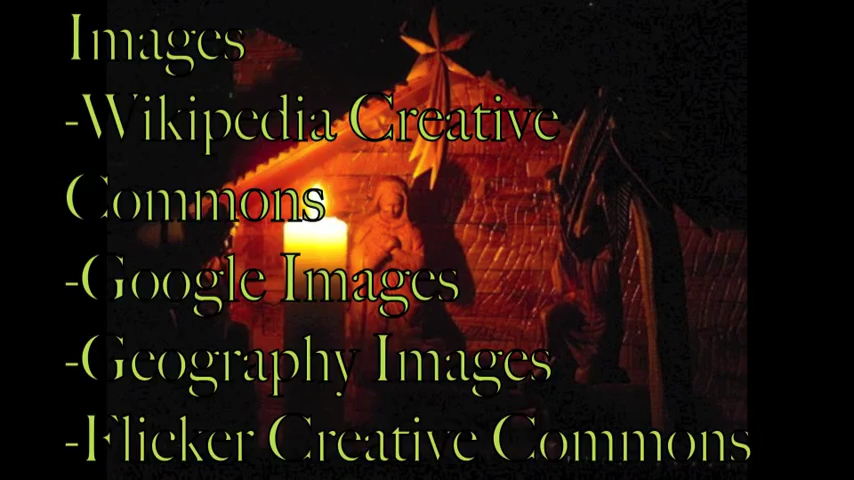 Images
-Wikipedia Creative
Commons
-Google Images
-Geography Images
-Flicker Creative Commons